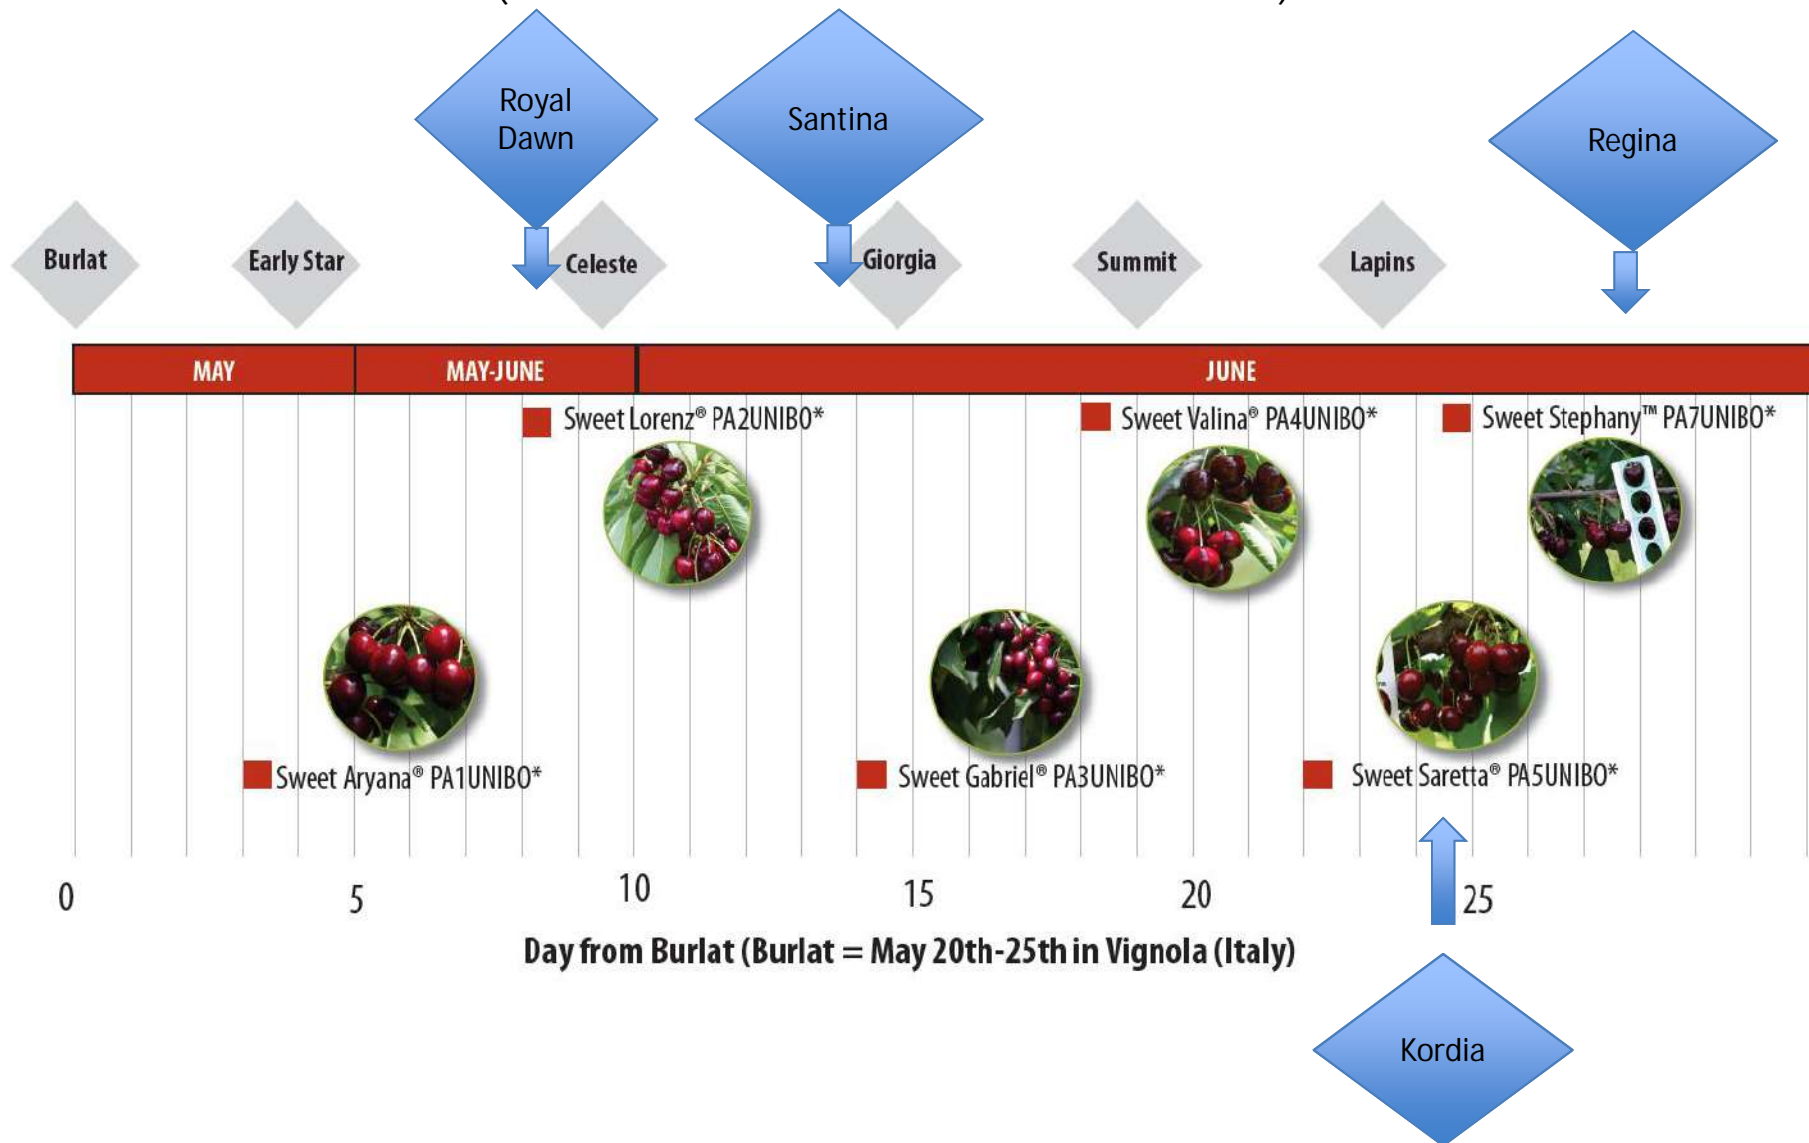 Royal
Dawn
Santina
Regina
Burlat
Early Star
Celeste
Giorgia
Summit
Lapins
MAY
MAY-JUNE
JUNE
Sweet Lorenz® PA2UNIBO*
Sweet Valina® PA4UNIBO*
Sweet Stephany™ PA7UNIBO*
Sweet Aryana® PA1UNIBO*
Sweet Gabriel® PA3UNIBO*
Sweet Saretta® PA5UNIBO*
0
5
10
15
20
25
Day from Burlat (Burlat = May 20th-25th in Vignola (Italy)
Kordia